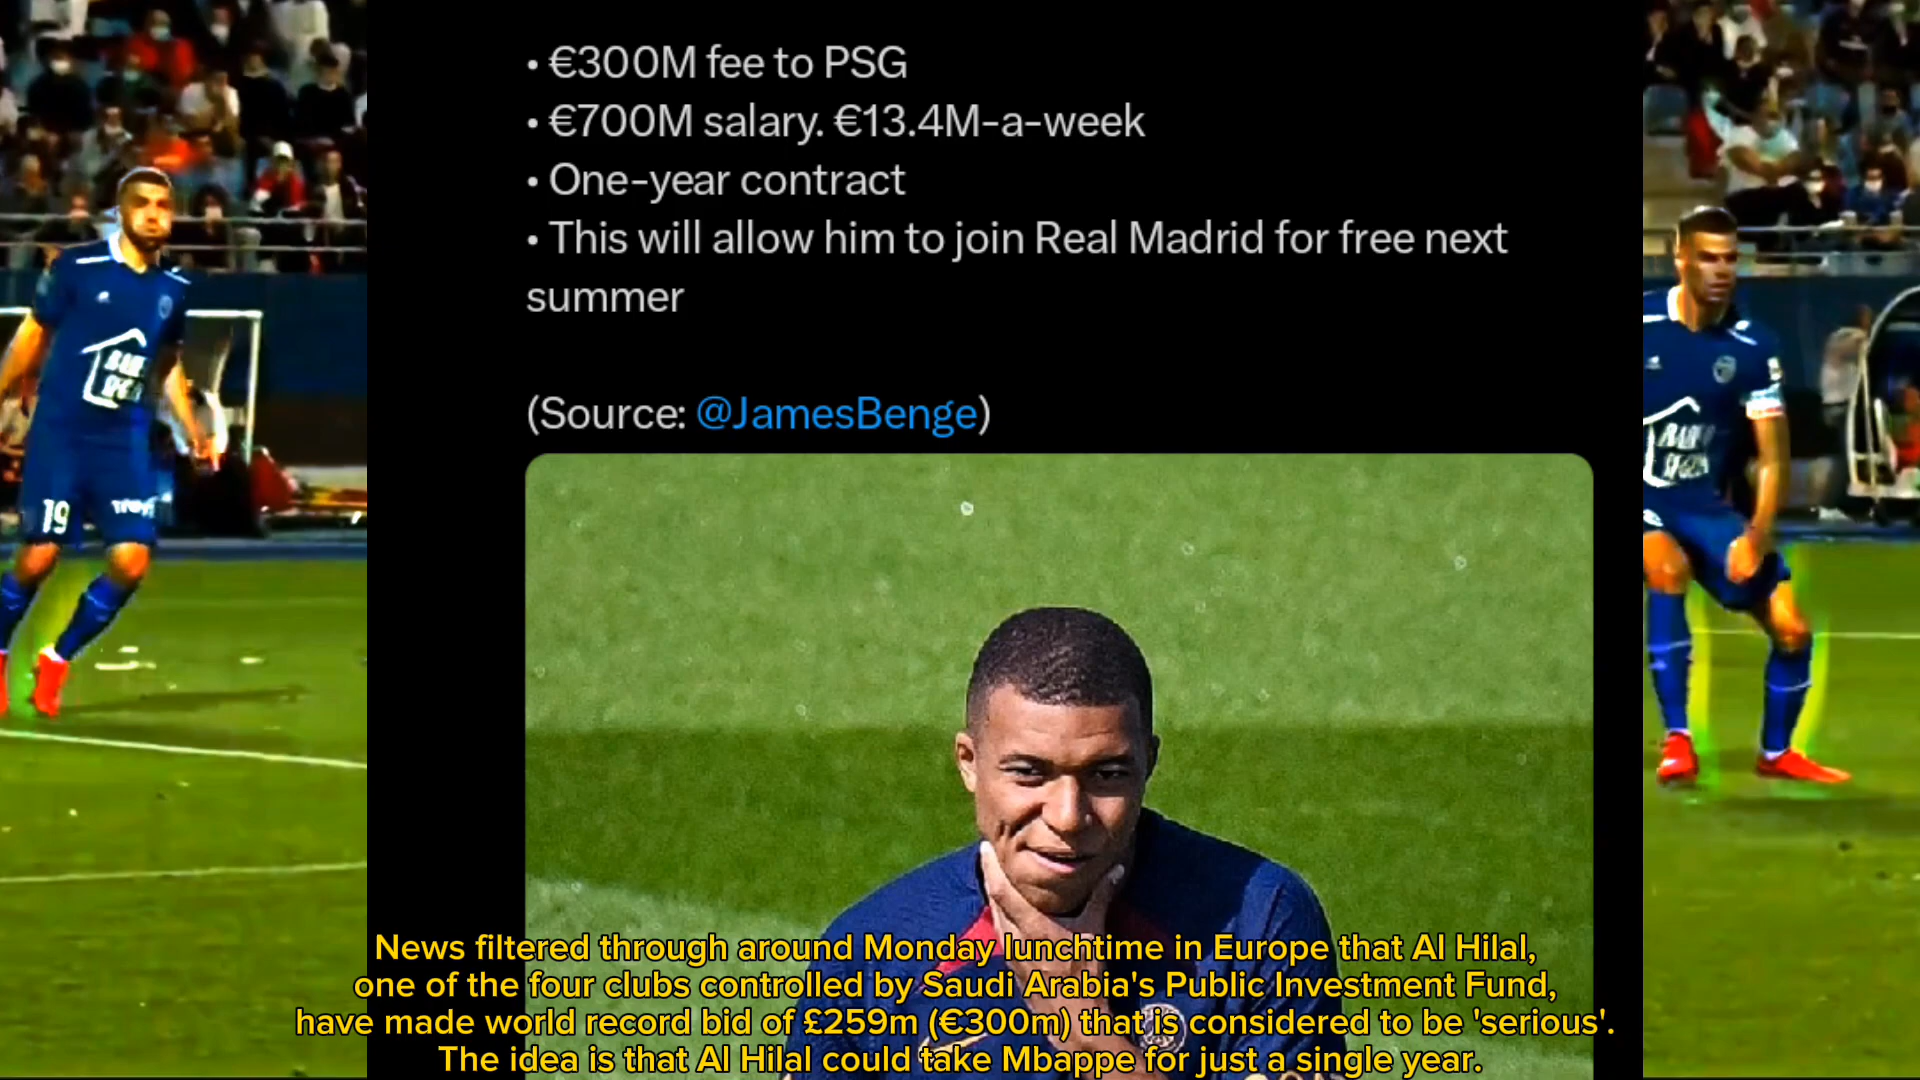 • €300M fee to PSG
• €700M salary. €13.4M-a-week
• One-year contract
• This will allow him to join Real Madrid for free next
summer
(Source: @JamesBenge)
19
News filtered through around Monday lunchtime in Europe that Al Hilal,
one of the four clubs controlled by Saudi Arabia's Public Investment Fund,
have made world record bid of £259m (€300m) that is considered to be 'serious'.
The idea is that Al Hilal could take Mbappe for just a single year.